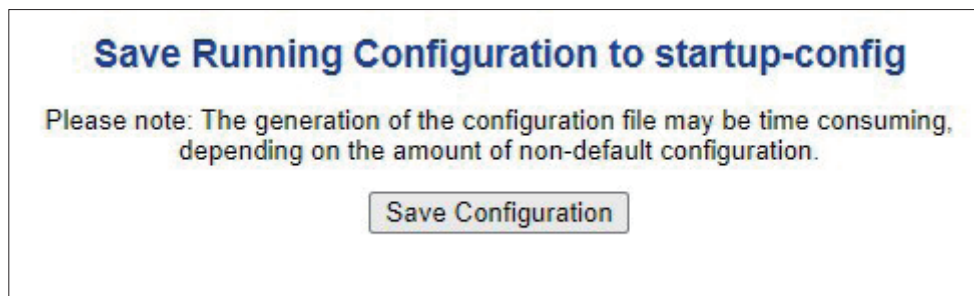 Save Running Configuration to startup-config
Please note: The generation of the configuration file may be time consuming,
depending on the amount of non-default configuration.
Save Configuration